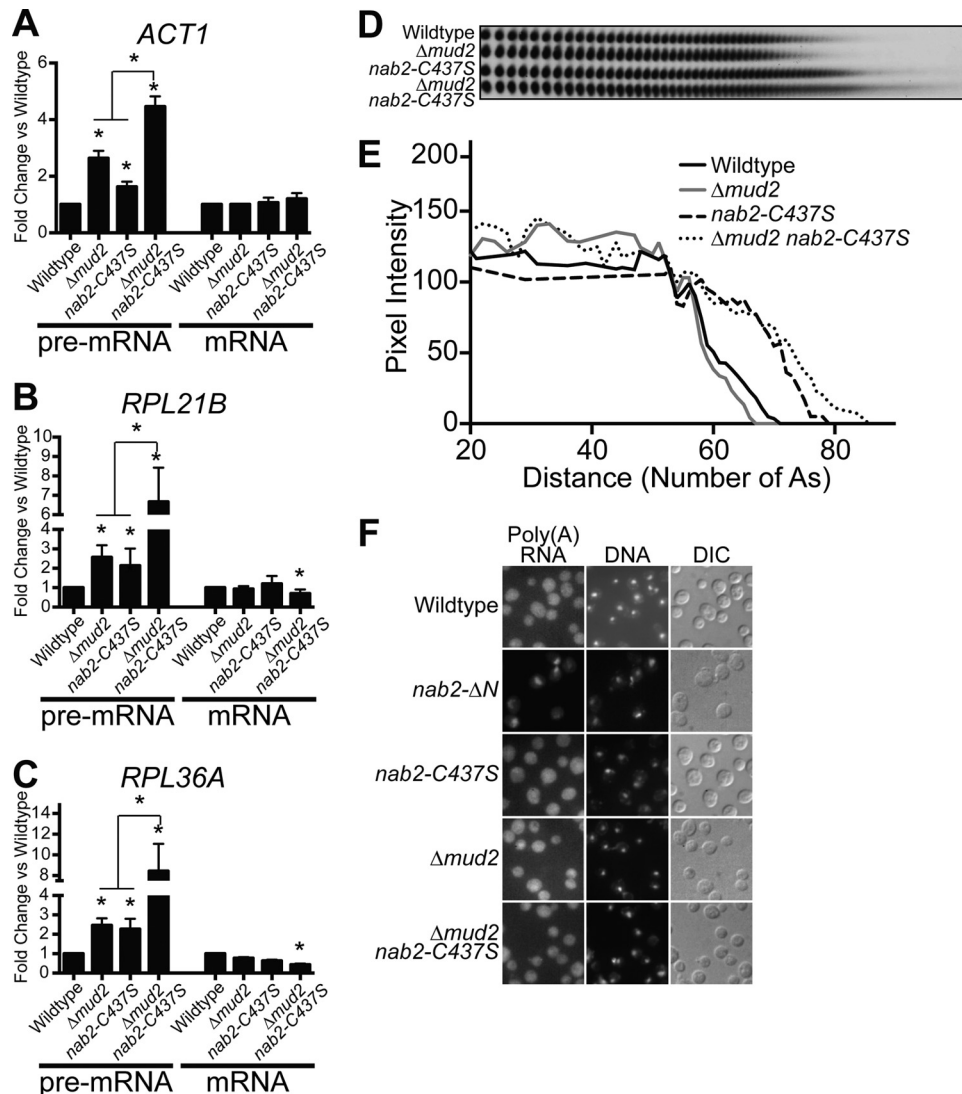 A
ACT1
Fold Change vs Wildtype
6
4
2
0
*
*
*
*
Wildtype
Δmud2
nab2-C437S
Δmud2
nab2-C437S
Wildtype
Δmud2
nab2-C437S
Δmud2
nab2-C437S
pre-mRNA
mRNA
B
RPL21B
Fold Change vs Wildtype
10
9
8
7
6
4
3
2
1
0
*
*
*
*
*
Wildtype
Δmud2
nab2-C437S
Δmud2
nab2-C437S
Wildtype
Δmud2
nab2-C437S
Δmud2
nab2-C437S
pre-mRNA
mRNA
C
RPL36A
Fold Change vs Wildtype
14
12
10
8
4
3
2
1
0
*
*
*
*
*
Wildtype
Δmud2
nab2-C437S
Δmud2
nab2-C437S
Wildtype
Δmud2
nab2-C437S
Δmud2
nab2-C437S
pre-mRNA
mRNA
D
Wildtype
Δmud2
nab2-C437S
Δmud2
nab2-C437S
E
Pixel Intensity
200
150
100
50
0
20
40
60
80
Distance (Number of As)
Wildtype
Δmud2
nab2-C437S
Δmud2 nab2-C437S
F
Poly(A)
RNA
DNA
DIC
Wildtype
nab2-ΔN
nab2-C437S
Δmud2
Δmud2
nab2-C437S